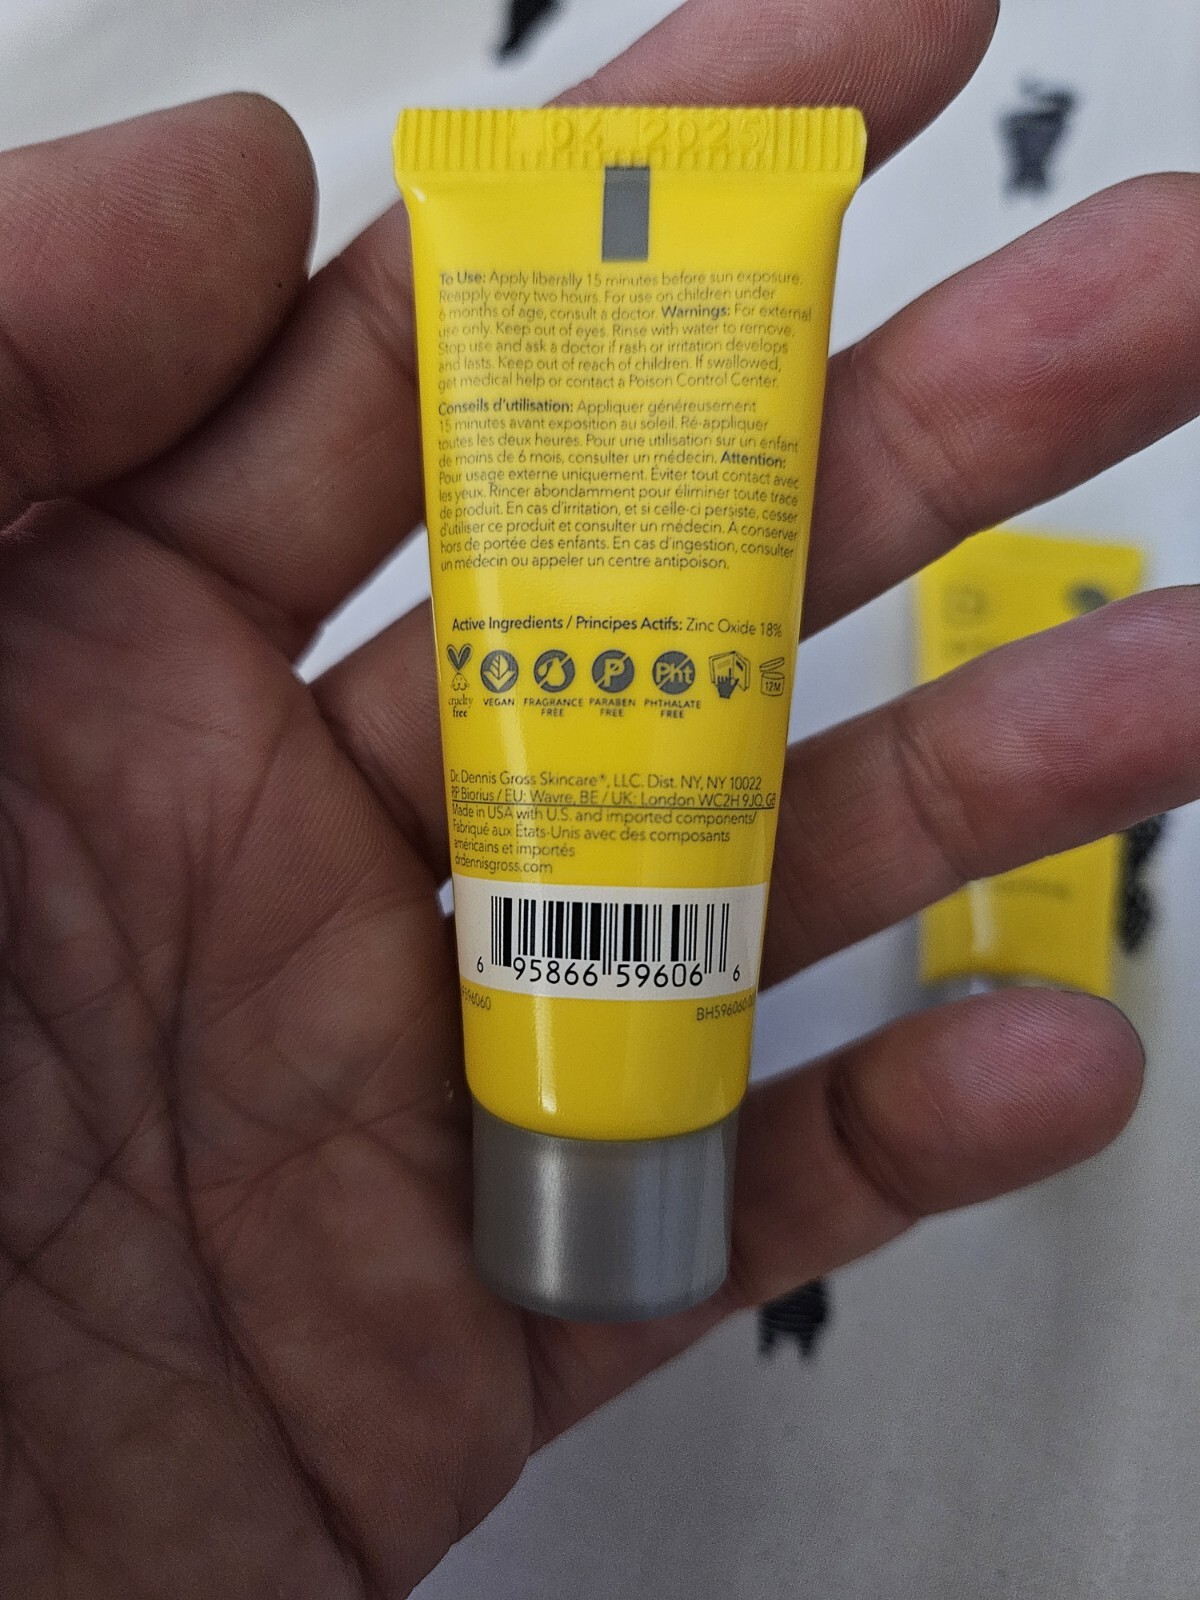 04 2025
To Use: Apply liberally 15 minutes before sun exposure.
Reapply every two hours. For use on children under
6 months of age, consult a doctor. Warnings: For external
use only. Keep out of eyes. Rinse with water to remove.
Stop use and ask a doctor if rash or irritation develops
and lasts. Keep out of reach of children. If swallowed,
get medical help or contact a Poison Control Center.
Conseils d'utilisation: Appliquer généreusement
15 minutes avant exposition au soleil. Ré-appliquer
toutes les deux heures. Pour une utilisation sur un enfant
de moins de 6 mois, consulter un médecin. Attention:
Pour usage externe uniquement. Éviter tout contact avec
les yeux. Rincer abondamment pour éliminer toute trace
de produit. En cas d'irritation, et si celle-ci persiste, cesser
d'utiliser ce produit et consulter un médecin. À conserver
hors de portée des enfants. En cas d'ingestion, consulter
un médecin ou appeler un centre antipoison.
Active Ingredients / Principes Actifs: Zinc Oxide 18%
P Pht 12M
cruelty VEGAN FRAGRANCE PARABEN PHTHALATE
free FREE FREE FREE
Dr. Dennis Gross Skincare®, LLC. Dist. NY, NY 10022
RP Biorius / EU: Wavre, BE / UK: London WC2H 9JQ, GB
Made in USA with U.S. and imported components/
Fabriqué aux États-Unis avec des composants
américains et importés
drdennisgross.com
6 95866 59606 6